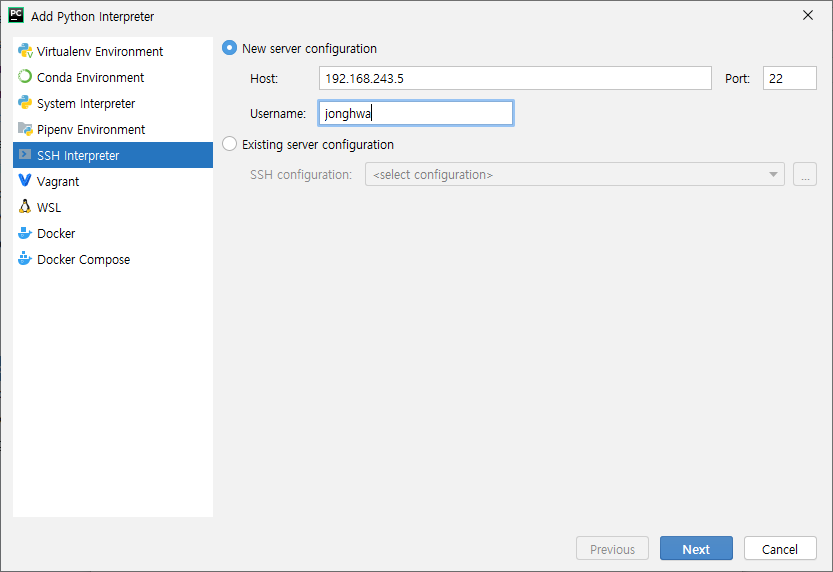 PC
Add Python Interpreter
Virtualenv Environment
Conda Environment
System Interpreter
Pipenv Environment
SSH Interpreter
Vagrant
WSL
Docker
Docker Compose
New server configuration
Host: 192.168.243.5 Port: 22
Username: jonghwa
Existing server configuration
SSH configuration: <select configuration> ...
Previous Next Cancel